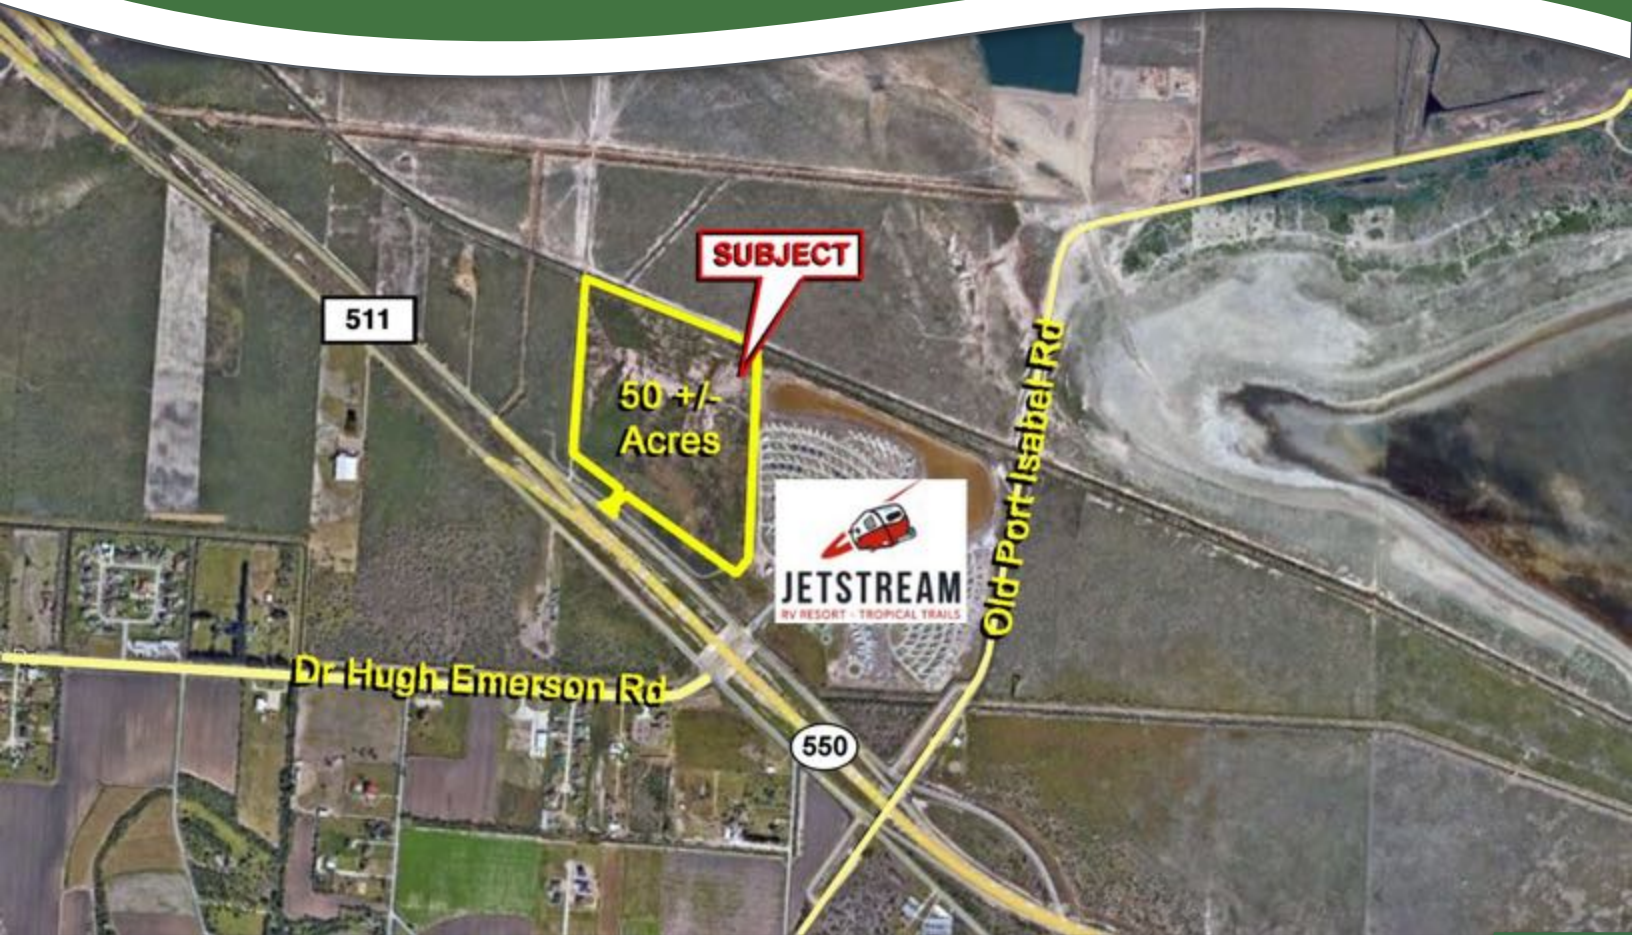 SUBJECT
511
50 +/-
Acres
Old Port Isabel Rd
JETSTREAM
RV RESORT - TROPICAL TRAILS
Dr Hugh Emerson Rd
550